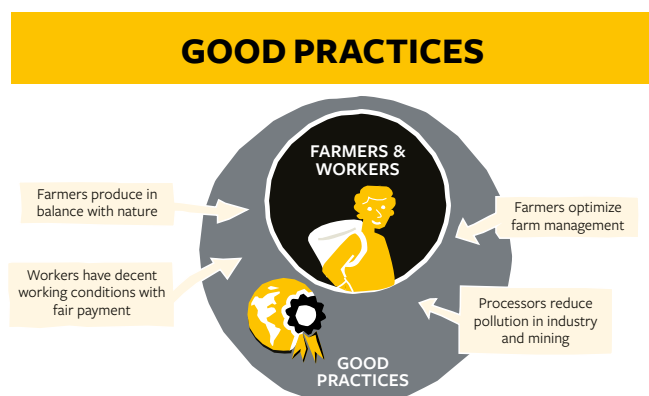 GOOD PRACTICES
FARMERS &
WORKERS
Farmers produce in
balance with nature
Farmers optimize
farm management
Workers have decent
working conditions with
fair payment
Processors reduce
pollution in industry
and mining
GOOD
PRACTICES